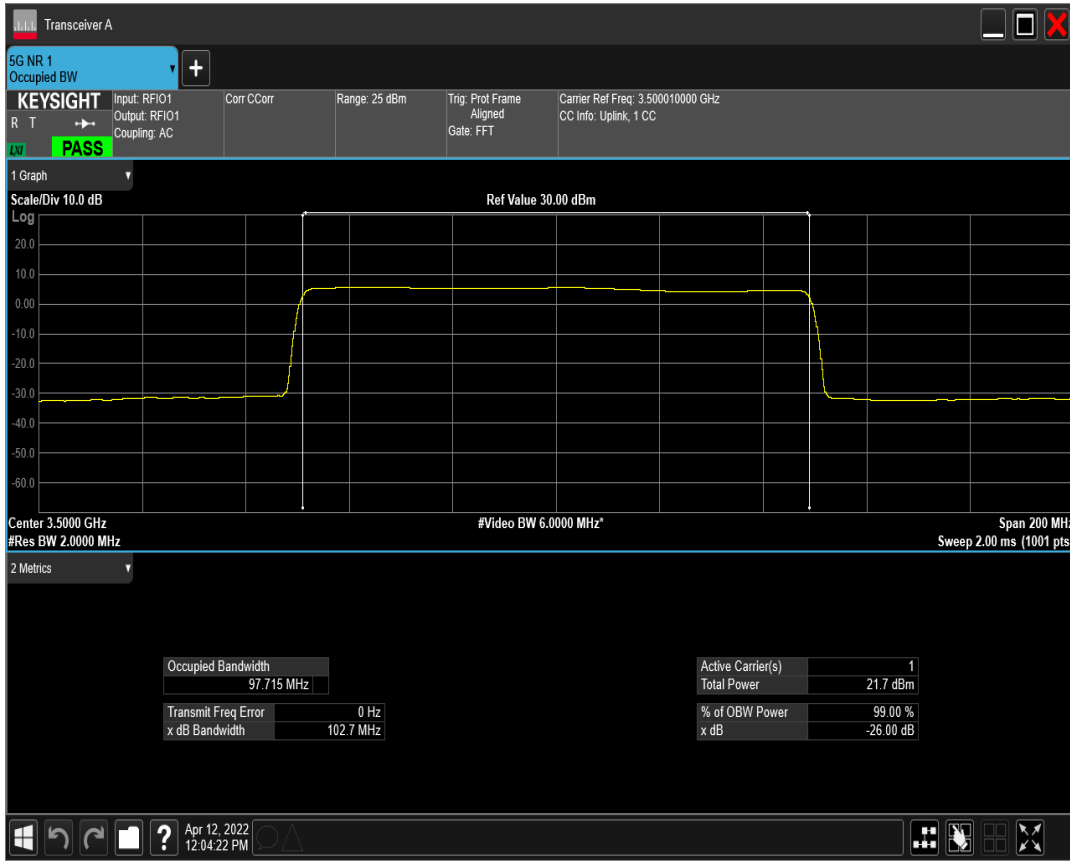 Transceiver A
5G NR 1
Occupied BW
+
KEYSIGHT
R T
LXI
PASS
Input: RFIO1
Output: RFIO1
Coupling: AC
Corr CCorr
Range: 25 dBm
Trig: Prot Frame
Aligned
Gate: FFT
Carrier Ref Freq: 3.500010000 GHz
CC Info: Uplink, 1 CC
1 Graph
Scale/Div 10.0 dB
Ref Value 30.00 dBm
Log
20.0
10.0
0.00
-10.0
-20.0
-30.0
-40.0
-50.0
-60.0
Center 3.5000 GHz
#Video BW 6.0000 MHz*
Span 200 MHz
#Res BW 2.0000 MHz
Sweep 2.00 ms (1001 pts
2 Metrics
Occupied Bandwidth
97.715 MHz
Transmit Freq Error 0 Hz
x dB Bandwidth 102.7 MHz
Active Carrier(s) 1
Total Power 21.7 dBm
% of OBW Power 99.00 %
x dB -26.00 dB
?
Apr 12, 2022
12:04:22 PM